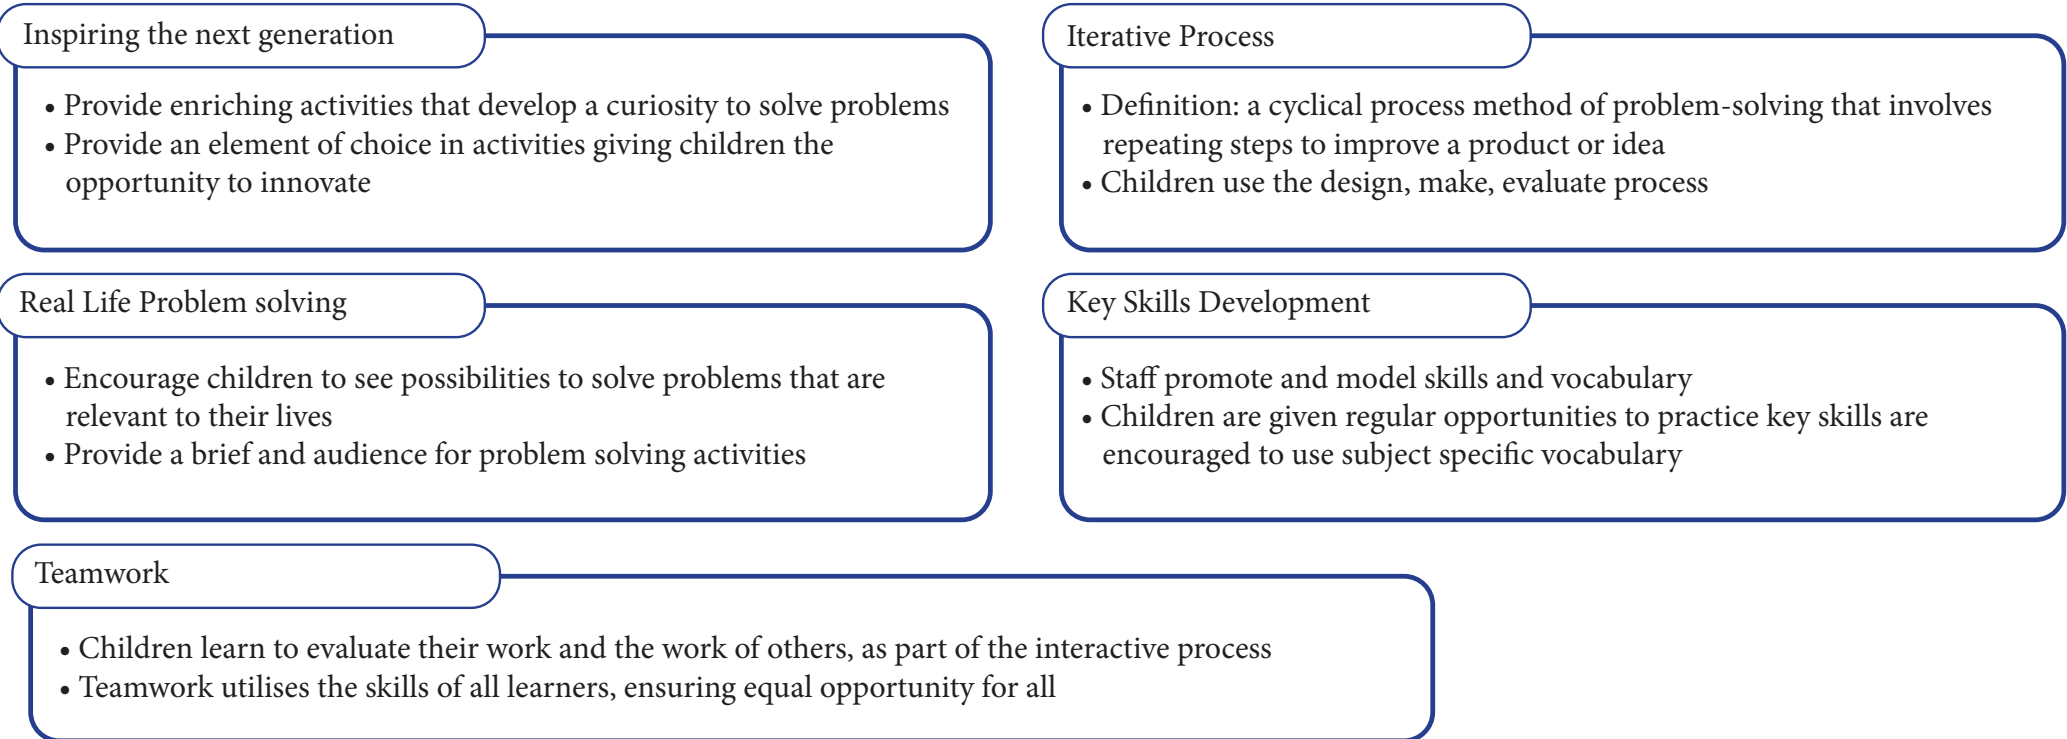 Inspiring the next generation
• Provide enriching activities that develop a curiosity to solve problems
• Provide an element of choice in activities giving children the
opportunity to innovate
Iterative Process
• Definition: a cyclical process method of problem-solving that involves
repeating steps to improve a product or idea
• Children use the design, make, evaluate process
Real Life Problem solving
• Encourage children to see possibilities to solve problems that are
relevant to their lives
• Provide a brief and audience for problem solving activities
Key Skills Development
• Staff promote and model skills and vocabulary
• Children are given regular opportunities to practice key skills are
encouraged to use subject specific vocabulary
Teamwork
• Children learn to evaluate their work and the work of others, as part of the interactive process
• Teamwork utilises the skills of all learners, ensuring equal opportunity for all